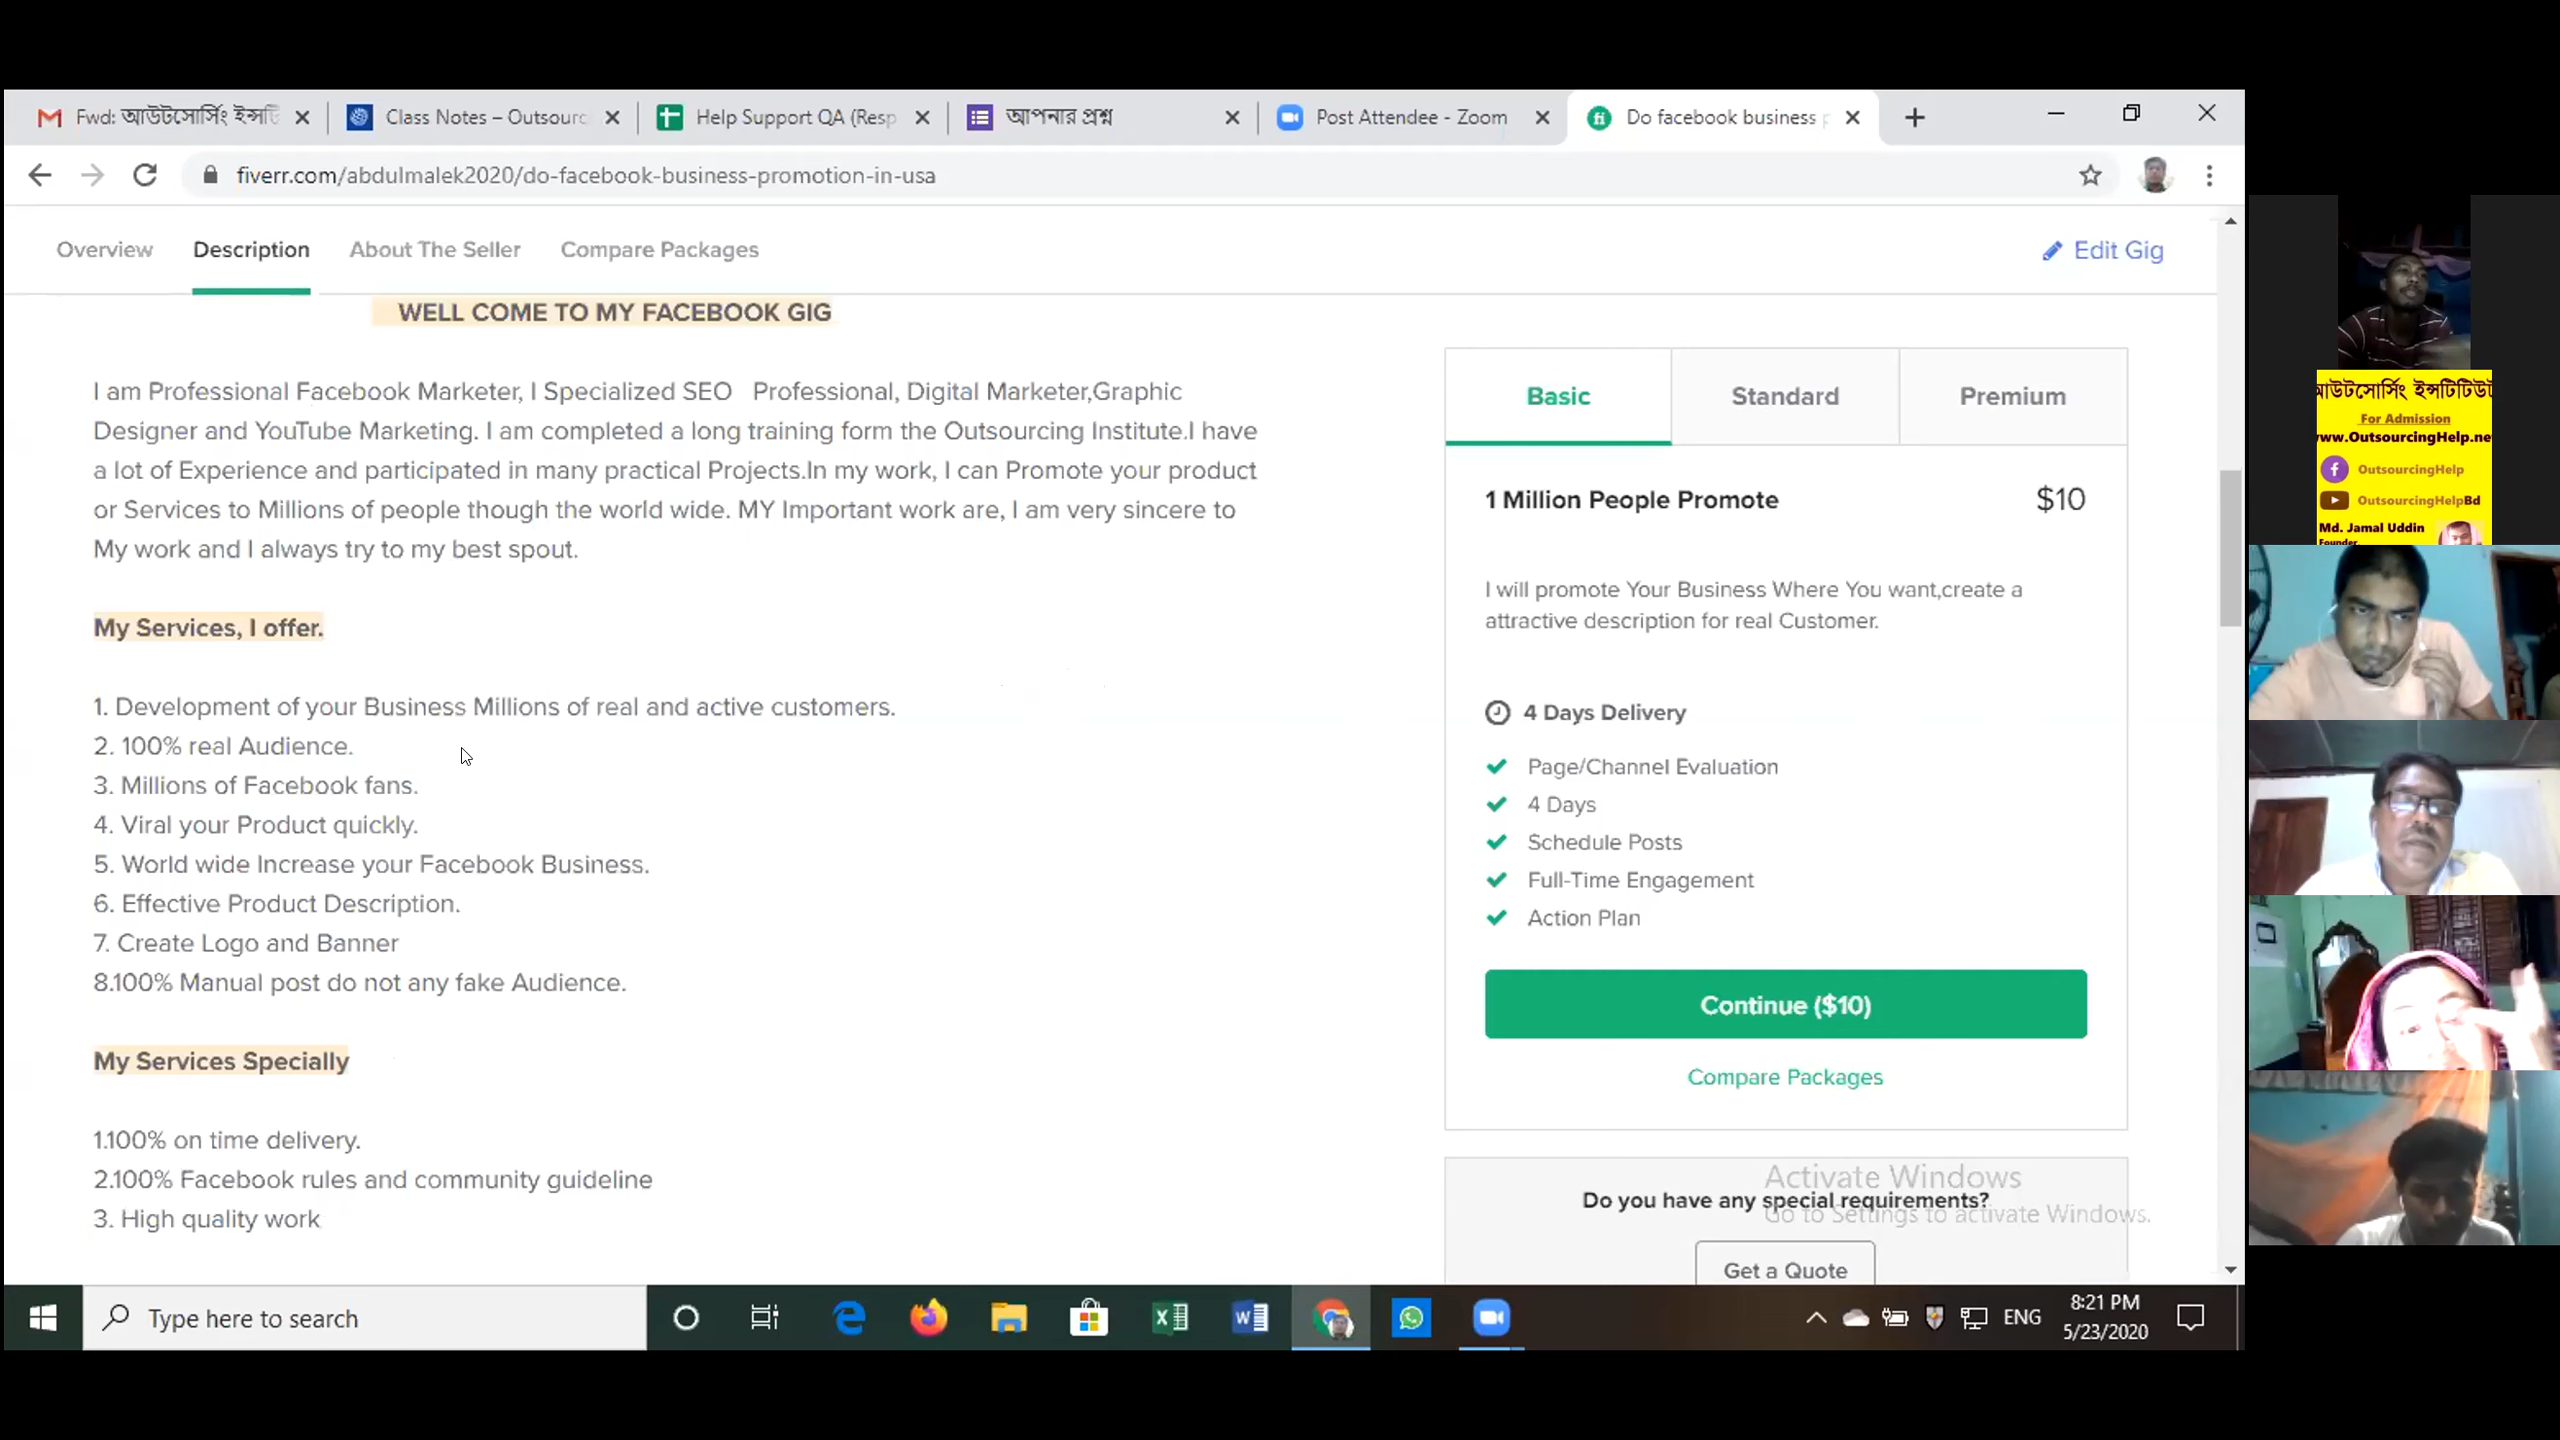 Fwd: আউটসোর্সিং ইন্সটি
Class Notes – Outsourc
Help Support QA (Resp
আপনার প্রশ্ন
Post Attendee - Zoom
Do facebook business p
fiverr.com/abdulmalek2020/do-facebook-business-promotion-in-usa
Overview
Description
About The Seller
Compare Packages
Edit Gig
WELL COME TO MY FACEBOOK GIG
I am Professional Facebook Marketer, I Specialized SEO Professional, Digital Marketer,Graphic
Designer and YouTube Marketing. I am completed a long training form the Outsourcing Institute.I have
a lot of Experience and participated in many practical Projects.In my work, I can Promote your product
or Services to Millions of people though the world wide. MY Important work are, I am very sincere to
My work and I always try to my best spout.
My Services, I offer.
1. Development of your Business Millions of real and active customers.
2. 100% real Audience.
3. Millions of Facebook fans.
4. Viral your Product quickly.
5. World wide Increase your Facebook Business.
6. Effective Product Description.
7. Create Logo and Banner
8.100% Manual post do not any fake Audience.
My Services Specially
1.100% on time delivery.
2.100% Facebook rules and community guideline
3. High quality work
Basic
Standard
Premium
1 Million People Promote
$10
I will promote Your Business Where You want,create a
attractive description for real Customer.
4 Days Delivery
Page/Channel Evaluation
4 Days
Schedule Posts
Full-Time Engagement
Action Plan
Continue ($10)
Compare Packages
Do you have any special requirements?
Get a Quote
Activate Windows
Go to Settings to activate Windows.
আউটসোর্সিং ইন্সটিটিউট
For Admission
www.OutsourcingHelp.ne
OutsourcingHelp
OutsourcingHelpBd
Md. Jamal Uddin
Founder
Type here to search
ENG
8:21 PM
5/23/2020